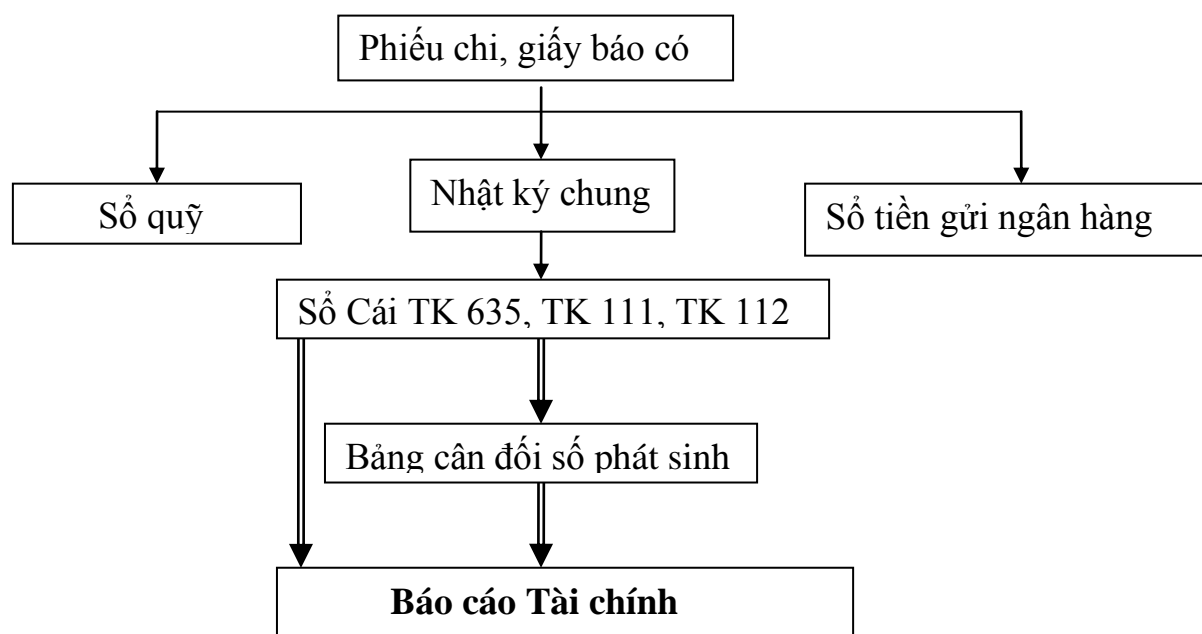 Phiếu chi, giấy báo có
Sổ quỹ
Nhật ký chung
Sổ tiền gửi ngân hàng
Sổ Cái TK 635, TK 111, TK 112
Bảng cân đối số phát sinh
Báo cáo Tài chính